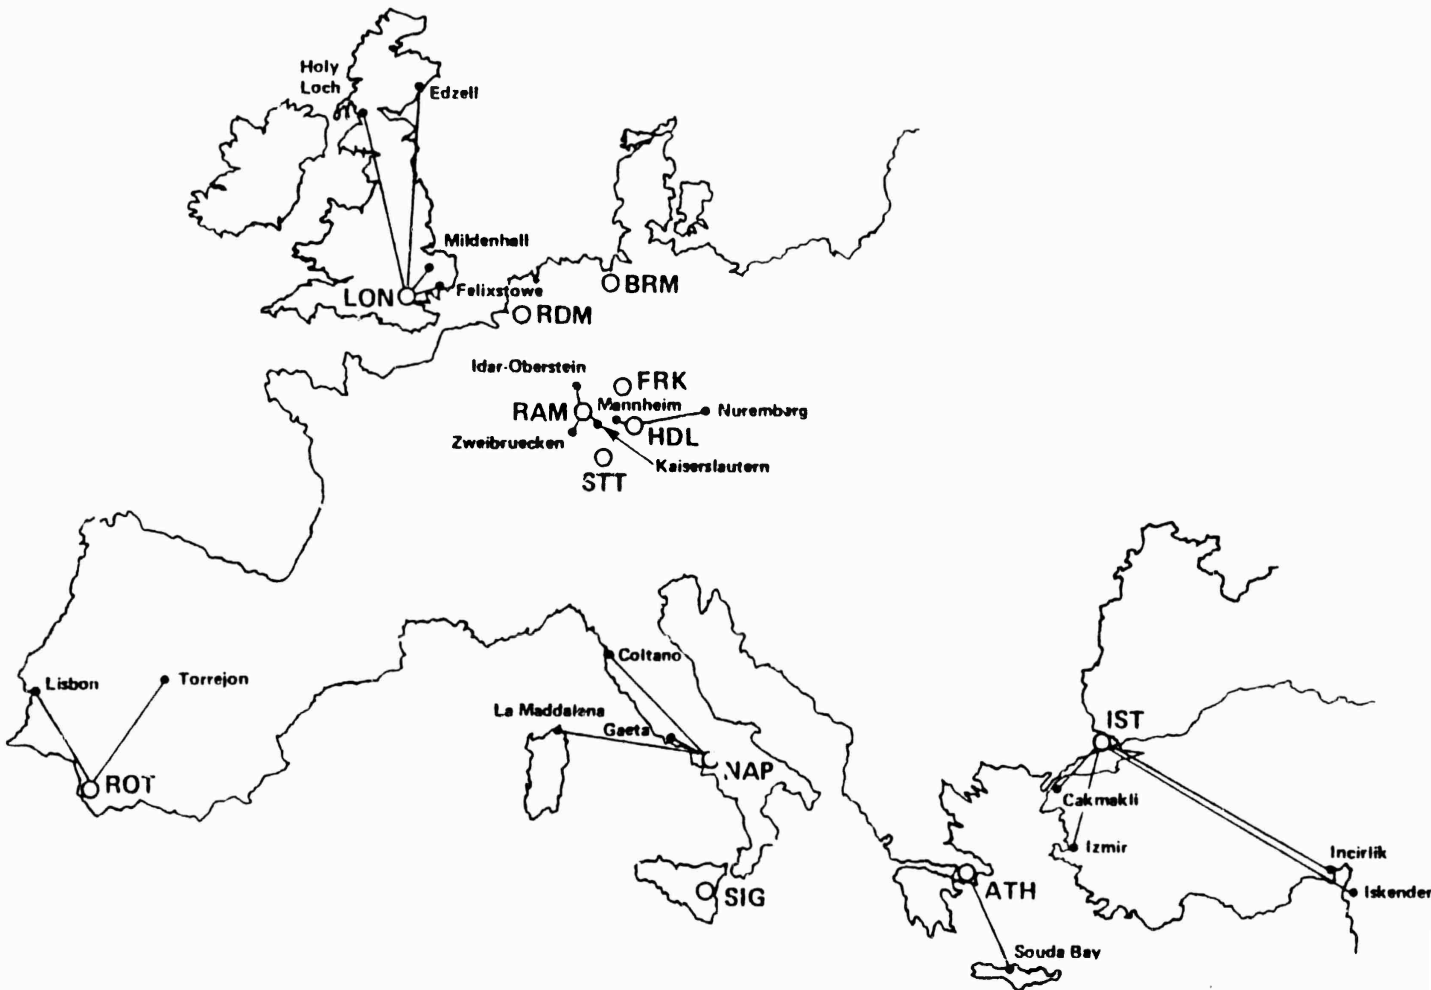 Holy
Loch
Edzell
Mildenhall
LON
Felixstowe
BRM
RDM
Idar-Oberstein
FRK
RAM
Mannheim
Nuremberg
HDL
Zweibruecken
Kaiserslautern
STT
Coltano
Lisbon
Torrejon
La Maddalena
Gaeta
IST
NAP
ROT
Cakmakli
Izmir
Incirlik
SIG
ATH
Iskender
Souda Bay